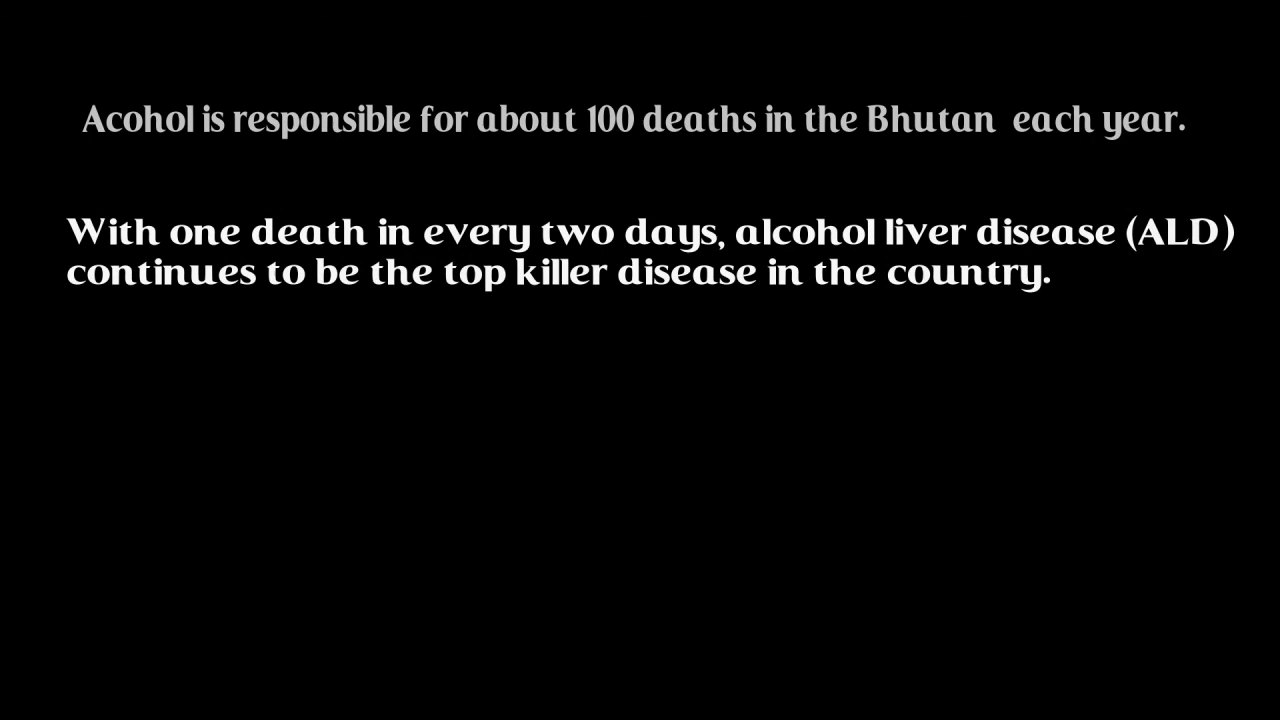 Acohol is responsible for about 100 deaths in the Bhutan each year.
With one death in every two days, alcohol liver disease (ALD)
continues to be the top killer disease in the country.